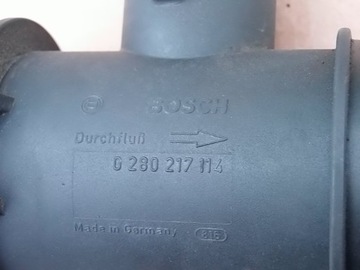 BOSCH
Durchfluß
0 280 217 114
Made in Germany